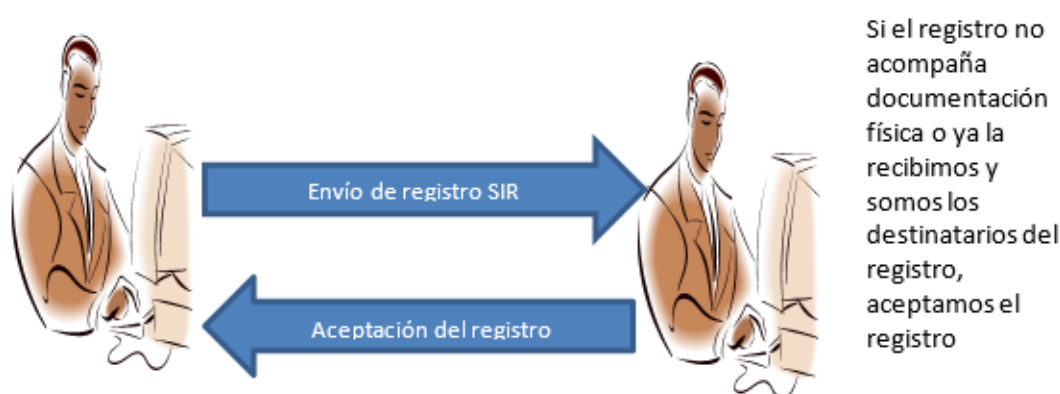 Envío de registro SIR
Aceptación del registro
Si el registro no
acompaña
documentación
física o ya la
recibimos y
somos los
destinatarios del
registro,
aceptamos el
registro